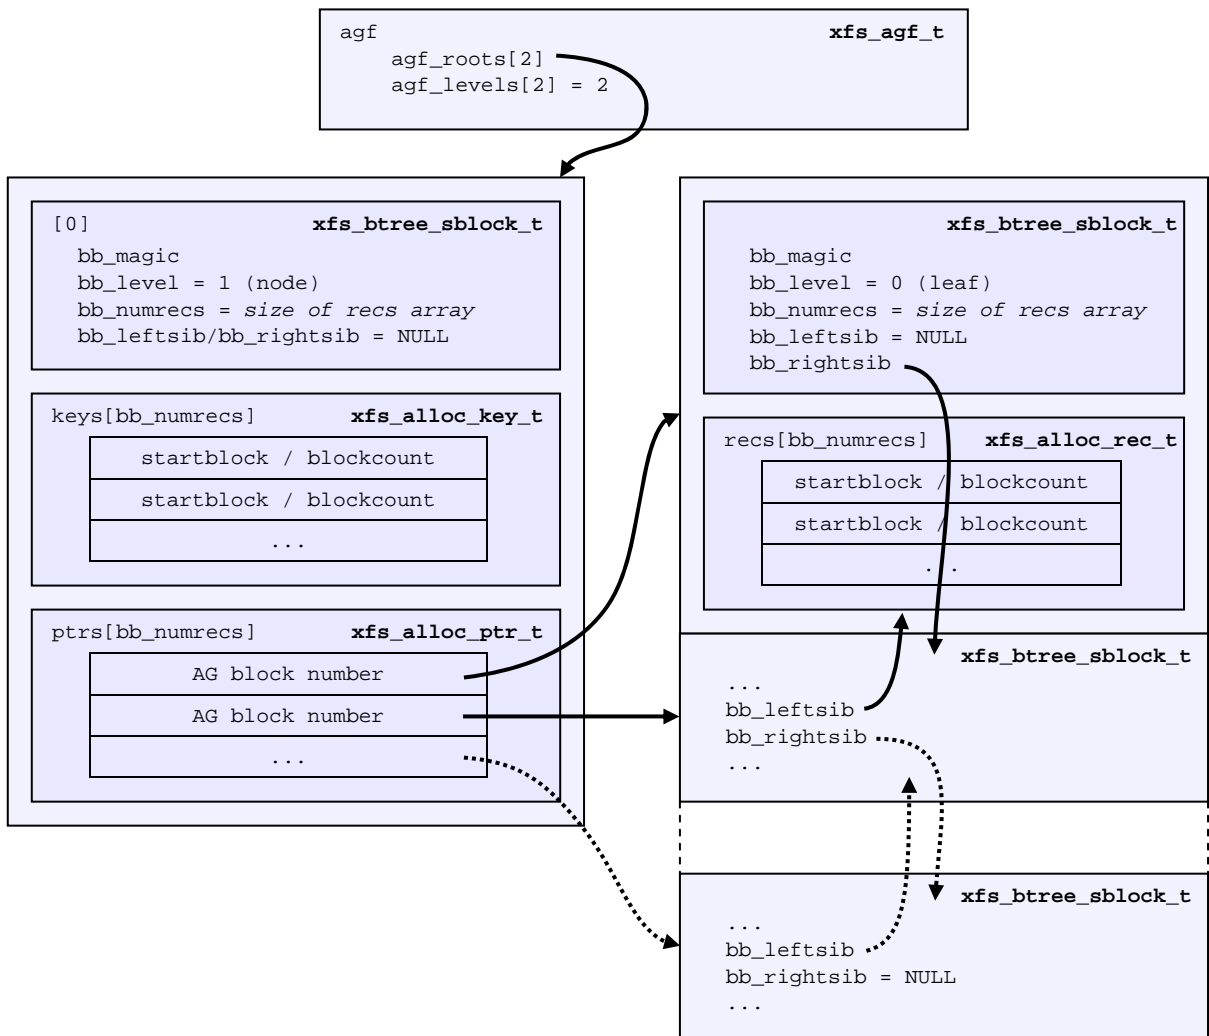 agf xfs_agf_t
agf_roots[2]
agf_levels[2] = 2
[0] xfs_btree_sblock_t
bb_magic
bb_level = 1 (node)
bb_numrecs = size of recs array
bb_leftsib/bb_rightsib = NULL
keys[bb_numrecs] xfs_alloc_key_t
startblock / blockcount
startblock / blockcount
...
ptrs[bb_numrecs] xfs_alloc_ptr_t
AG block number
AG block number
...
xfs_btree_sblock_t
bb_magic
bb_level = 0 (leaf)
bb_numrecs = size of recs array
bb_leftsib = NULL
bb_rightsib
recs[bb_numrecs] xfs_alloc_rec_t
startblock / blockcount
startblock / blockcount
...
xfs_btree_sblock_t
...
bb_leftsib
bb_rightsib
...
xfs_btree_sblock_t
...
bb_leftsib
bb_rightsib = NULL
...